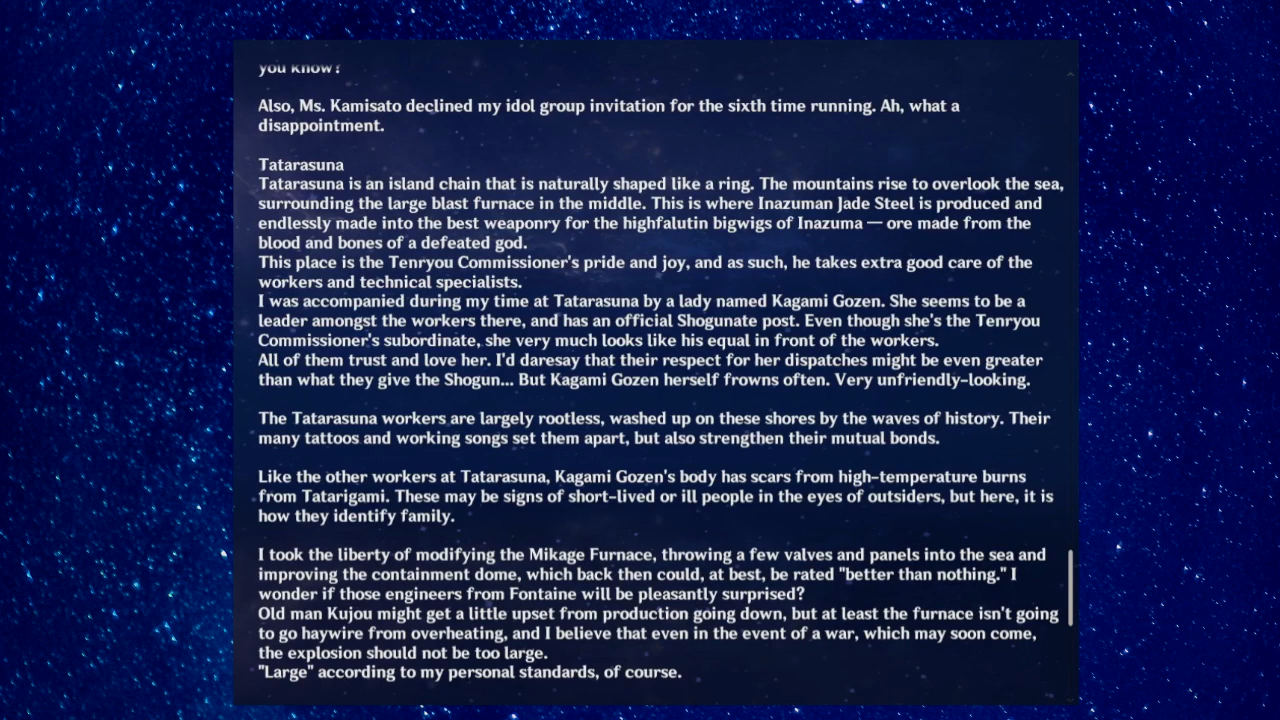 you know?
Also, Ms. Kamisato declined my idol group invitation for the sixth time running. Ah, what a
disappointment.
Tatarasuna
Tatarasuna is an island chain that is naturally shaped like a ring. The mountains rise to overlook the sea,
surrounding the large blast furnace in the middle. This is where Inazuman Jade Steel is produced and
endlessly made into the best weaponry for the highfalutin bigwigs of Inazuma — ore made from the
blood and bones of a defeated god.
This place is the Tenryou Commissioner's pride and joy, and as such, he takes extra good care of the
workers and technical specialists.
I was accompanied during my time at Tatarasuna by a lady named Kagami Gozen. She seems to be a
leader amongst the workers there, and has an official Shogunate post. Even though she's the Tenryou
Commissioner's subordinate, she very much looks like his equal in front of the workers.
All of them trust and love her. I'd daresay that their respect for her dispatches might be even greater
than what they give the Shogun... But Kagami Gozen herself frowns often. Very unfriendly-looking.
The Tatarasuna workers are largely rootless, washed up on these shores by the waves of history. Their
many tattoos and working songs set them apart, but also strengthen their mutual bonds.
Like the other workers at Tatarasuna, Kagami Gozen's body has scars from high-temperature burns
from Tatarigami. These may be signs of short-lived or ill people in the eyes of outsiders, but here, it is
how they identify family.
I took the liberty of modifying the Mikage Furnace, throwing a few valves and panels into the sea and
improving the containment dome, which back then could, at best, be rated "better than nothing." I
wonder if those engineers from Fontaine will be pleasantly surprised?
Old man Kujou might get a little upset from production going down, but at least the furnace isn't going
to go haywire from overheating, and I believe that even in the event of a war, which may soon come,
the explosion should not be too large.
"Large" according to my personal standards, of course.